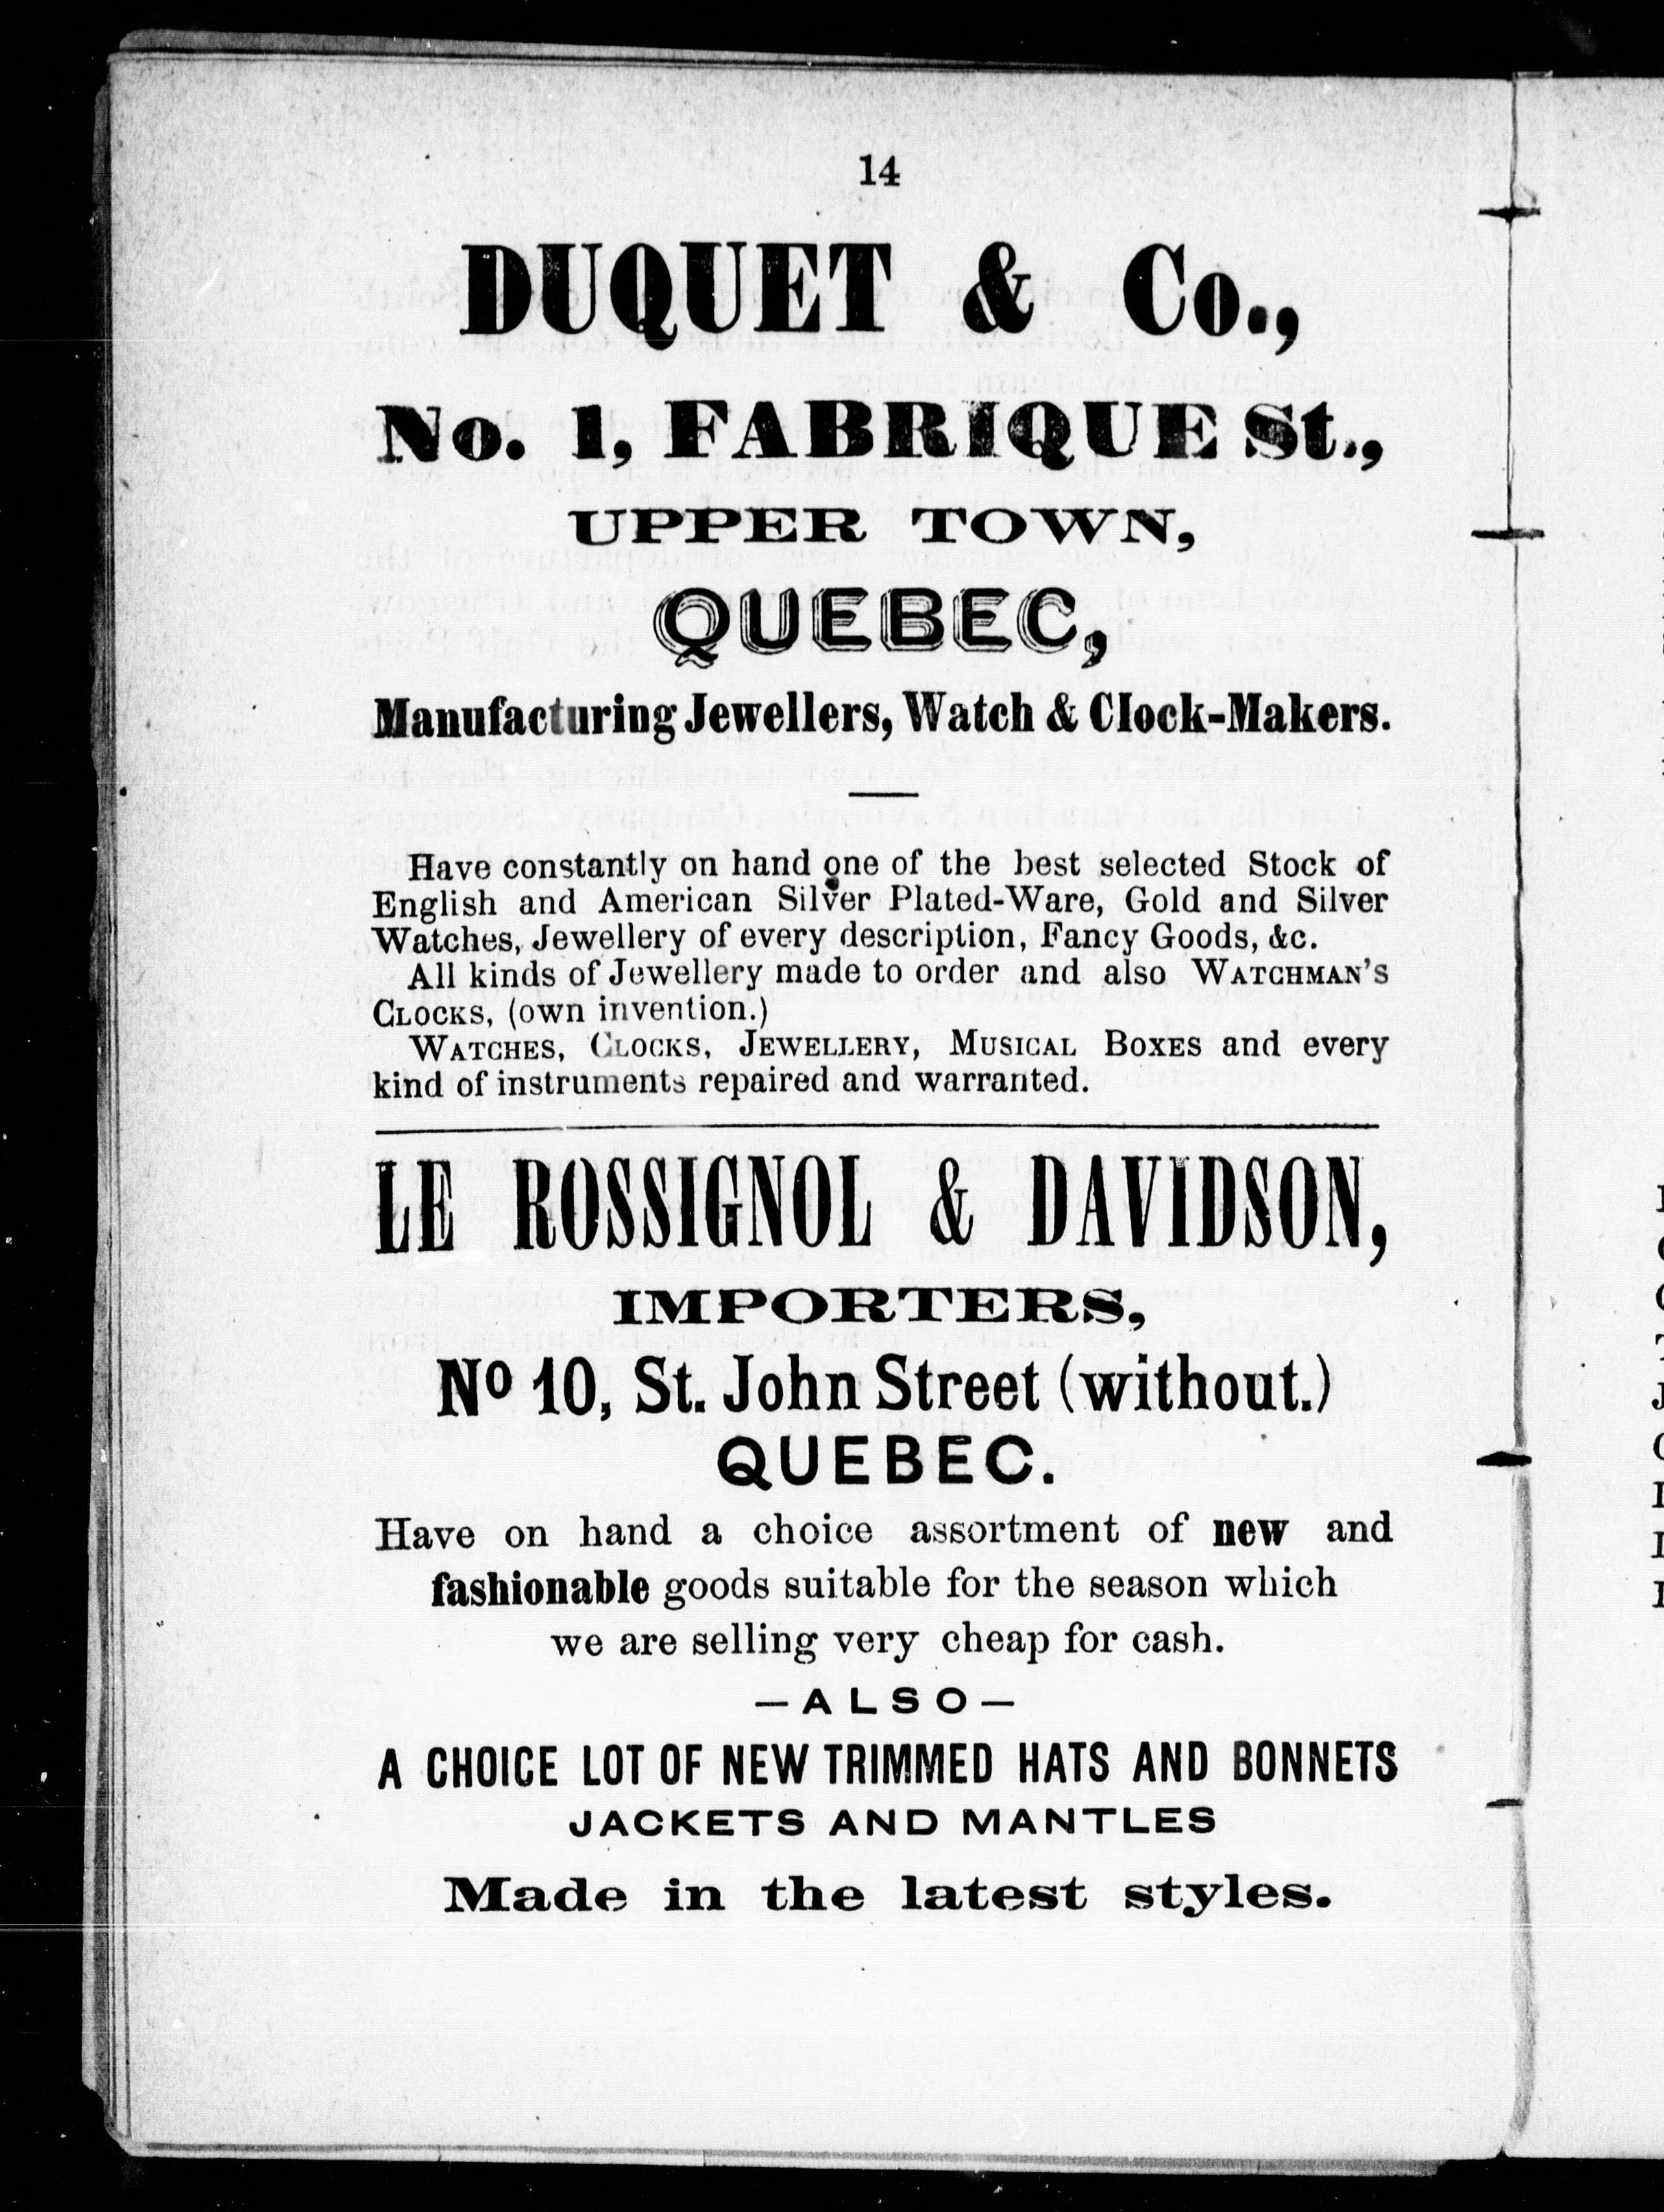 14
DUQUET & Co.,
No. 1, FABRIQUE St.,
UPPER TOWN,
QUEBEC,
Manufacturing Jewellers, Watch & Clock-Makers.
Have constantly on hand one of the best selected Stock of
English and American Silver Plated-Ware, Gold and Silver
Watches, Jewellery of every description, Fancy Goods, &c.
All kinds of Jewellery made to order and also WATCHMAN'S
CLOCKS, (own invention.)
WATCHES, CLOCKS, JEWELLERY, MUSICAL BOXES and every
kind of instruments repaired and warranted.
LE ROSSIGNOL & DAVIDSON,
IMPORTERS,
No 10, St. John Street (without.)
QUEBEC.
Have on hand a choice assortment of new and
fashionable goods suitable for the season which
we are selling very cheap for cash.
—ALSO—
A CHOICE LOT OF NEW TRIMMED HATS AND BONNETS
JACKETS AND MANTLES
Made in the latest styles.